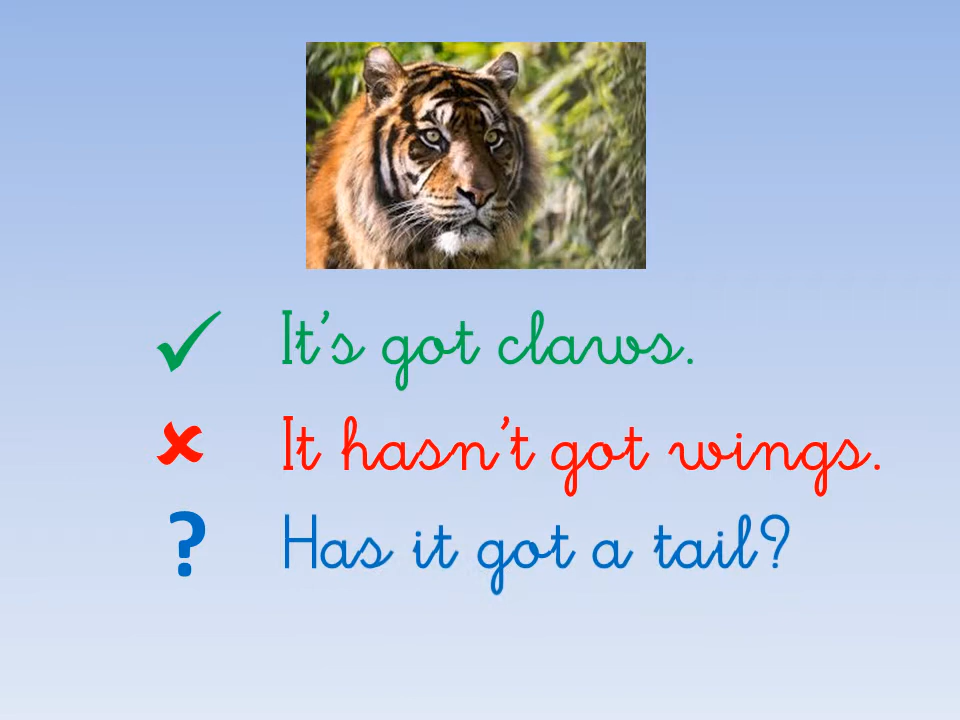 ✓ It's got claws.
✘ It hasn't got wings.
? Has it got a tail?